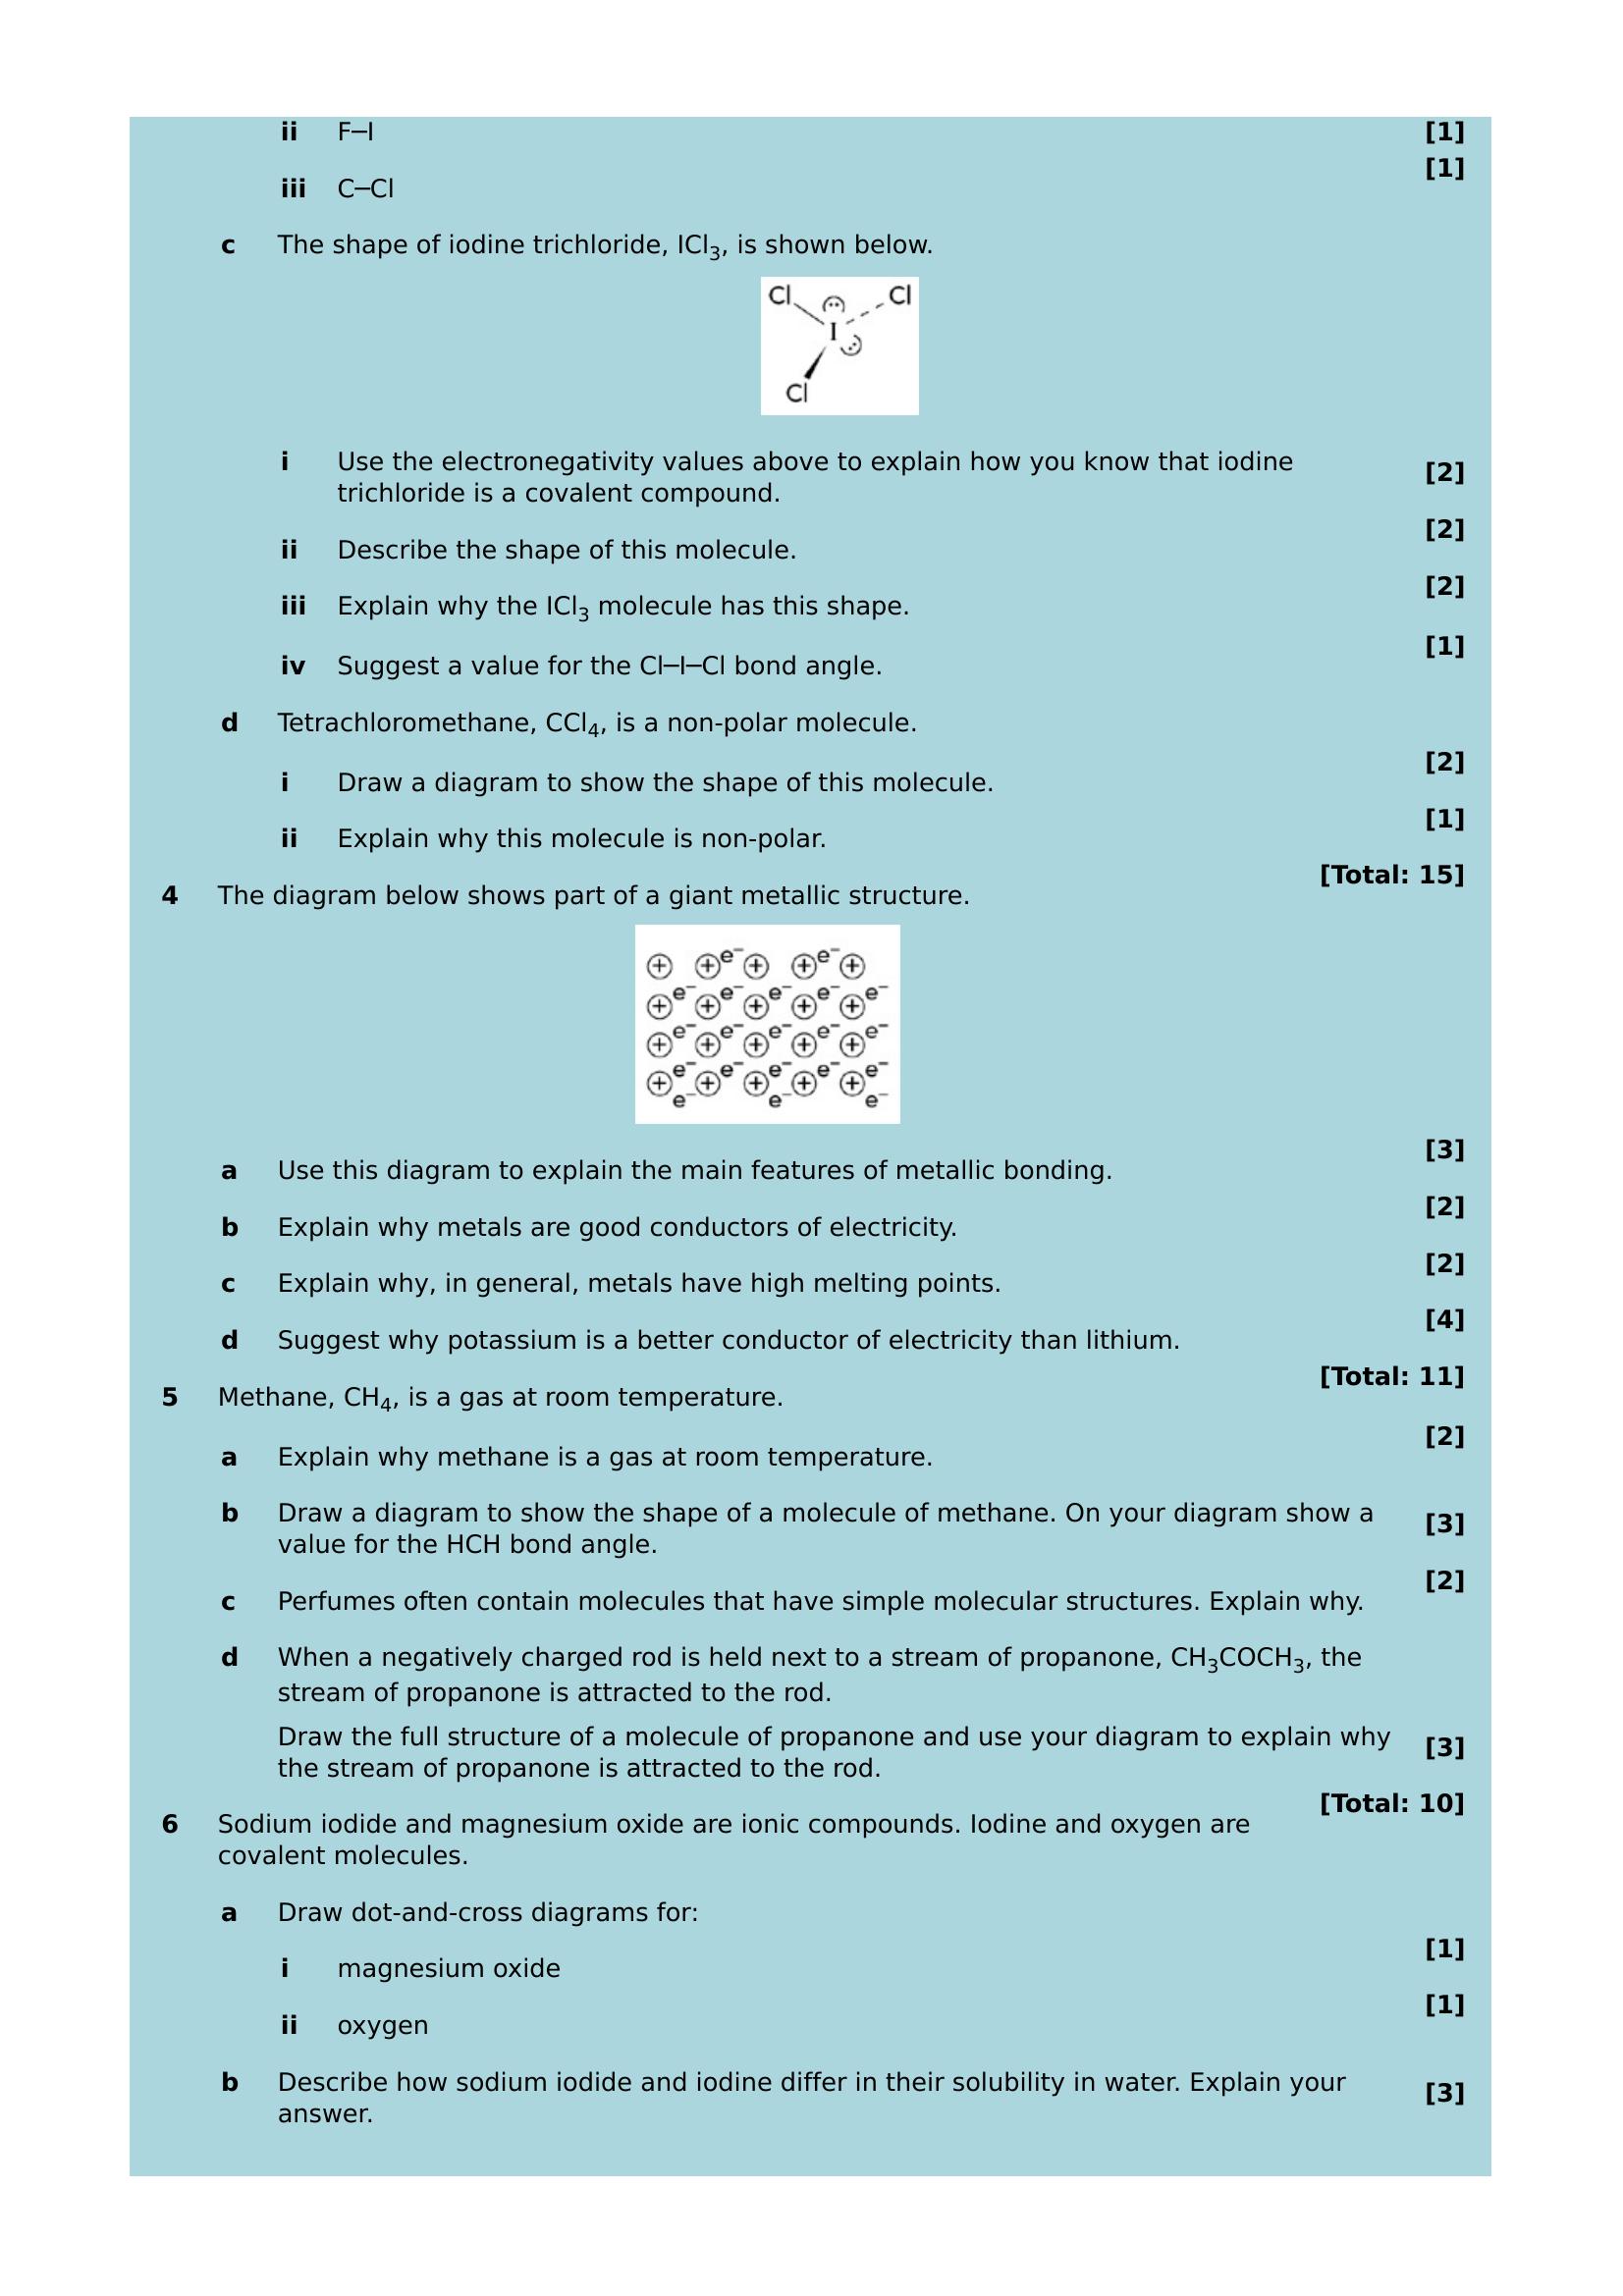 ii F─I [1]
iii C─Cl [1]
c The shape of iodine trichloride, ICl3, is shown below.
Cl Cl
I
Cl
i Use the electronegativity values above to explain how you know that iodine
trichloride is a covalent compound. [2]
ii Describe the shape of this molecule. [2]
iii Explain why the ICl3 molecule has this shape. [2]
iv Suggest a value for the Cl─I─Cl bond angle. [1]
d Tetrachloromethane, CCl4, is a non-polar molecule.
i Draw a diagram to show the shape of this molecule. [2]
ii Explain why this molecule is non-polar. [1]
[Total: 15]
4 The diagram below shows part of a giant metallic structure.
+ + e− + + e− +
+ e− + e− + e− + e− + e−
+ e− + e− + e− + e− + e−
+ e− + e− + e− + e− + e−
e− e− e−
a Use this diagram to explain the main features of metallic bonding. [3]
b Explain why metals are good conductors of electricity. [2]
c Explain why, in general, metals have high melting points. [2]
d Suggest why potassium is a better conductor of electricity than lithium. [4]
[Total: 11]
5 Methane, CH4, is a gas at room temperature.
a Explain why methane is a gas at room temperature. [2]
b Draw a diagram to show the shape of a molecule of methane. On your diagram show a
value for the HCH bond angle. [3]
c Perfumes often contain molecules that have simple molecular structures. Explain why. [2]
d When a negatively charged rod is held next to a stream of propanone, CH3COCH3, the
stream of propanone is attracted to the rod.
Draw the full structure of a molecule of propanone and use your diagram to explain why
the stream of propanone is attracted to the rod. [3]
[Total: 10]
6 Sodium iodide and magnesium oxide are ionic compounds. Iodine and oxygen are
covalent molecules.
a Draw dot-and-cross diagrams for:
i magnesium oxide [1]
ii oxygen [1]
b Describe how sodium iodide and iodine differ in their solubility in water. Explain your
answer. [3]